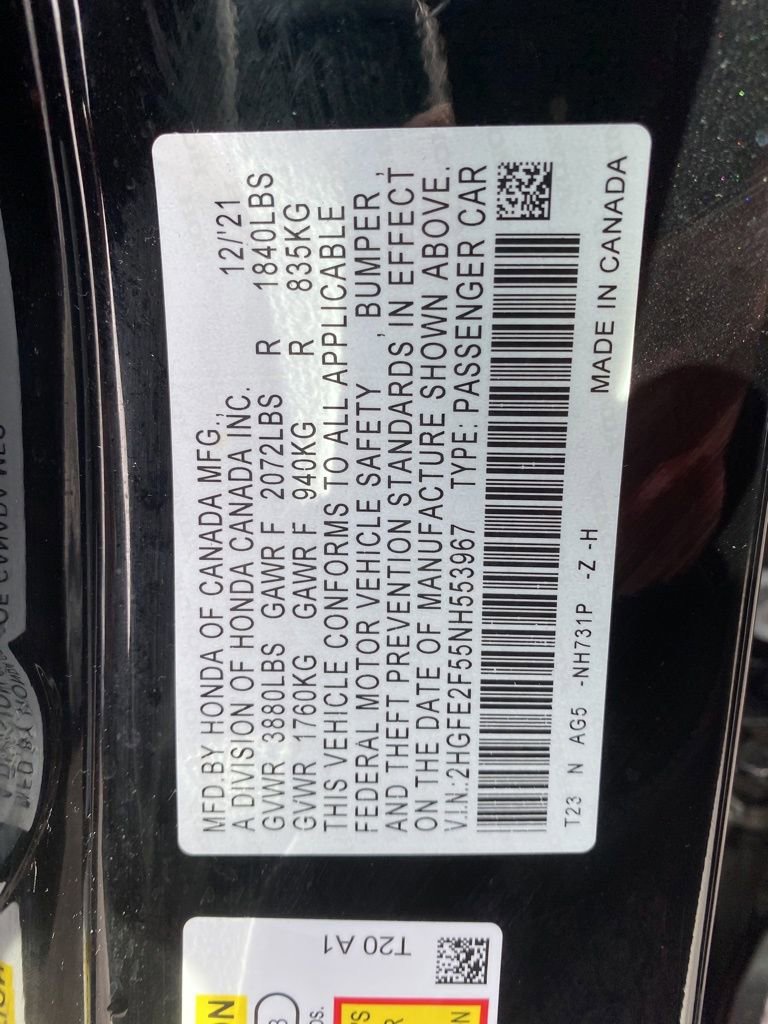 MFD.BY HONDA OF CANADA MFG.,
A DIVISION OF HONDA CANADA INC. 12/'21
GVWR 3880LBS GAWR F 2072LBS R 1840LBS
GVWR 1760KG GAWR F 940KG R 835KG
THIS VEHICLE CONFORMS TO ALL APPLICABLE
FEDERAL MOTOR VEHICLE SAFETY , BUMPER ,
AND THEFT PREVENTION STANDARDS IN EFFECT
ON THE DATE OF MANUFACTURE SHOWN ABOVE.
V.I.N.:2HGFE2F55NH553967 TYPE: PASSENGER CAR
T23 N AG5 -NH731P -Z -H
MADE IN CANADA
T20 A1